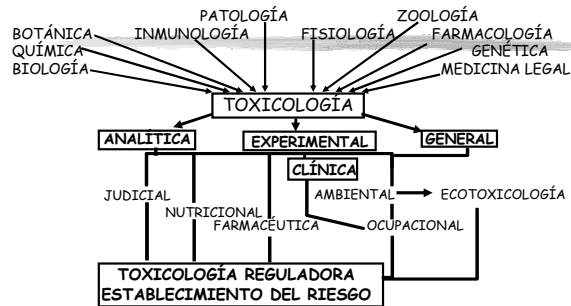 PATOLOGÍA ZOOLOGÍA
BOTÁNICA INMUNOLOGÍA FISIOLOGÍA FARMACOLOGÍA
QUÍMICA GENÉTICA
BIOLOGÍA MEDICINA LEGAL
TOXICOLOGÍA
ANALÍTICA EXPERIMENTAL GENERAL
CLÍNICA
JUDICIAL AMBIENTAL ECOTOXICOLOGÍA
NUTRICIONAL
FARMACÉUTICA OCUPACIONAL
TOXICOLOGÍA REGULADORA
ESTABLECIMIENTO DEL RIESGO